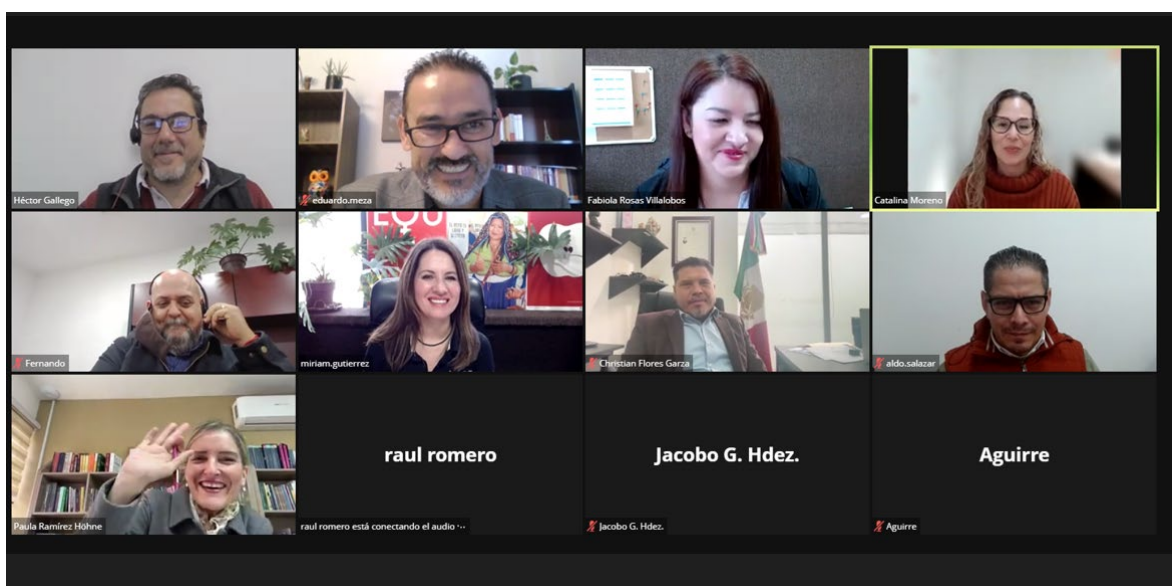 Héctor Gallego
eduardo.meza
Fabiola Rosas Villalobos
Catalina Moreno
Fernando
EQU
miriam.gutierrez
Christian Flores Garza
aldo.salazar
Paula Ramírez Höhne
raul romero
raul romero está conectando el audio ···
Jacobo G. Hdez.
Jacobo G. Hdez.
Aguirre
Aguirre